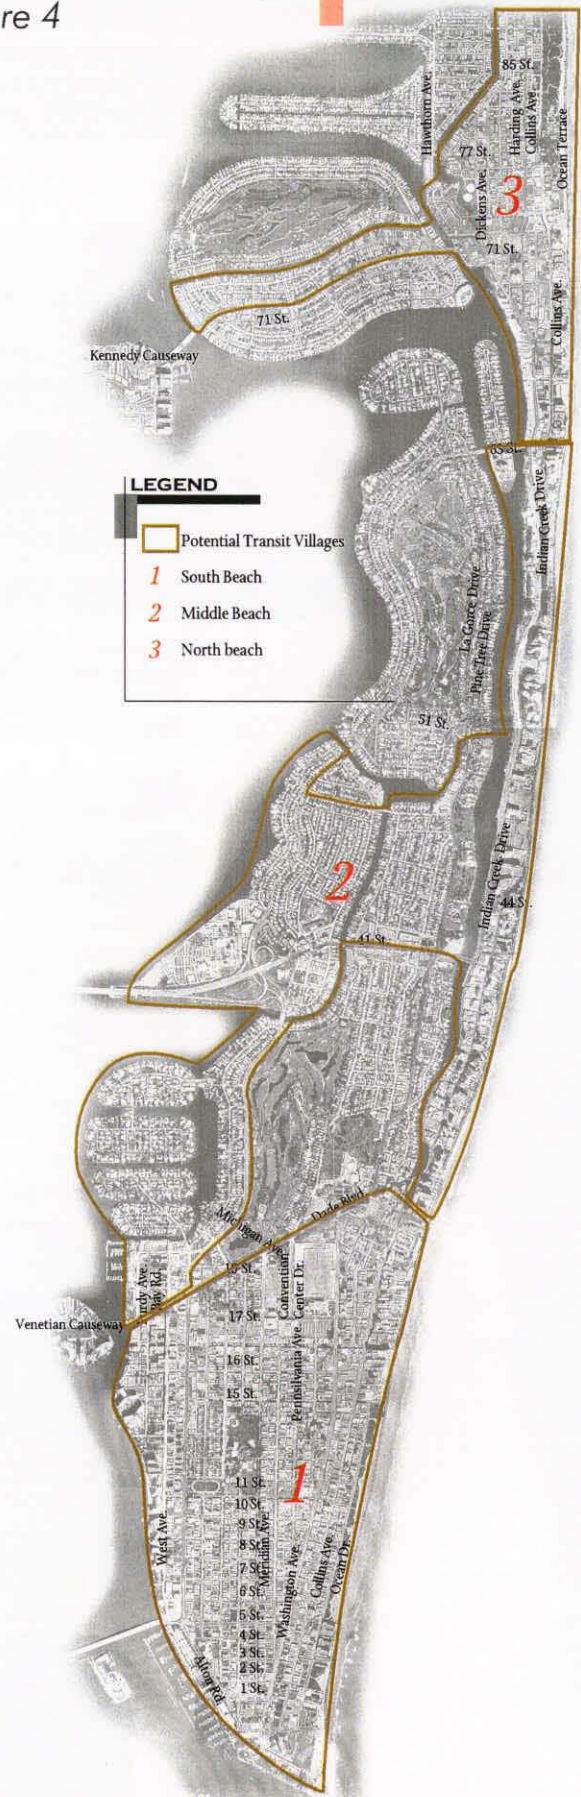 re 4
85 St.
Hawthorn Ave.
Harding Ave.
Collins Ave.
Ocean Terrace
77 St.
3
Dickens Ave.
71 St.
Collins Ave.
71 St.
Kennedy Causeway
63 St.
LEGEND
Potential Transit Villages
1 South Beach
2 Middle Beach
3 North beach
Indian Creek Drive
La Gorce Drive
Pine Tree Drive
51 St.
2
Indian Creek Drive
44 St.
41 St.
Michigan Ave.
Dade Blvd.
Purdy Ave.
Bay Rd.
Convention
Center Dr.
17 St.
Venetian Causeway
Pennsylvania Ave.
16 St.
15 St.
11 St.
1
10 St.
9 St.
West Ave.
8 St.
Meridian Ave.
7 St.
Washington Ave.
Collins Ave.
Ocean Dr.
6 St.
5 St.
4 St.
3 St.
2 St.
Alton Rd.
1 St.